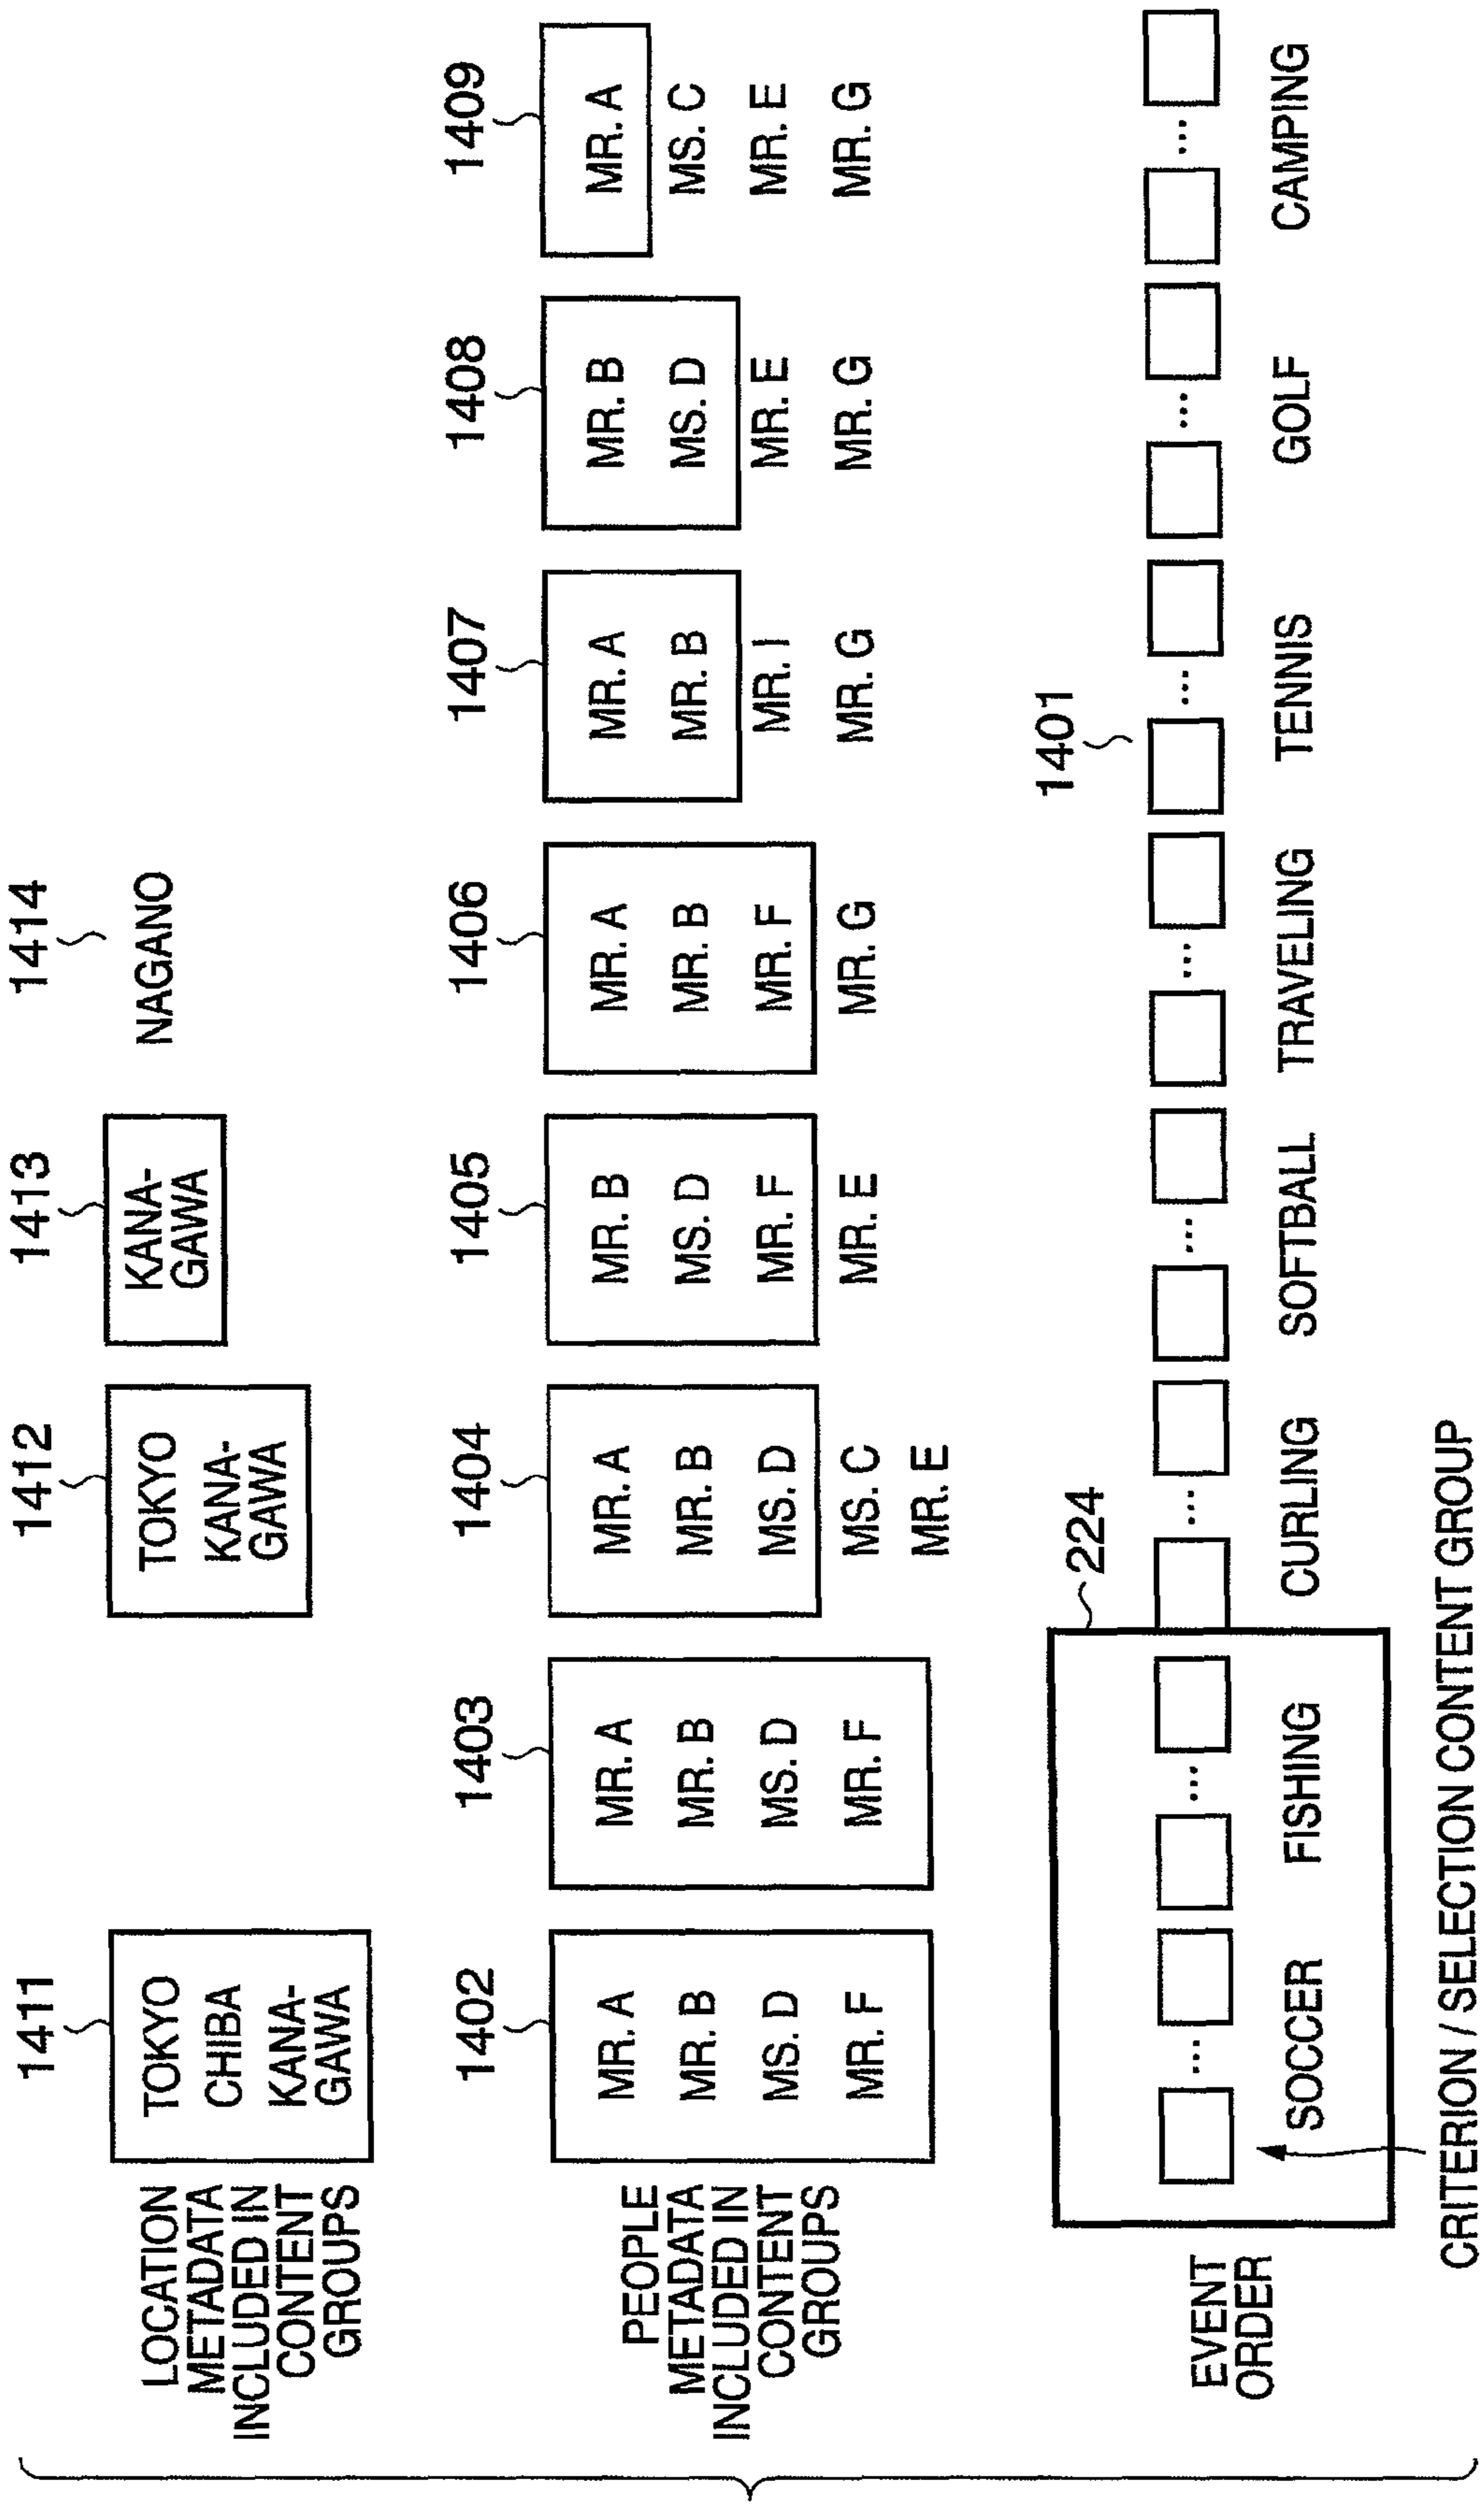 1411
1412
1413
1414
LOCATION
METADATA
INCLUDED IN
CONTENT
GROUPS
TOKYO
CHIBA
KANA-
GAWA
TOKYO
KANA-
GAWA
KANA-
GAWA
NAGANO
1402
1403
1404
1405
1406
1407
1408
1409
PEOPLE
METADATA
INCLUDED IN
CONTENT
GROUPS
MR. A
MR. B
MS. D
MR. F
MR. A
MR. B
MS. D
MR. F
MR. A
MR. B
MS. D
MS. C
MR. E
MR. B
MS. D
MR. F
MR. E
MR. A
MR. B
MR. F
MR. G
MR. A
MR. B
MR. I
MR. G
MR. B
MS. D
MR. E
MR. G
MR. A
MS. C
MR. E
MR. G
224
1401
EVENT
ORDER
... ... ... ... ... ... ... ...
SOCCER FISHING CURLING SOFTBALL TRAVELING TENNIS GOLF CAMPING
CRITERION / SELECTION CONTENT GROUP